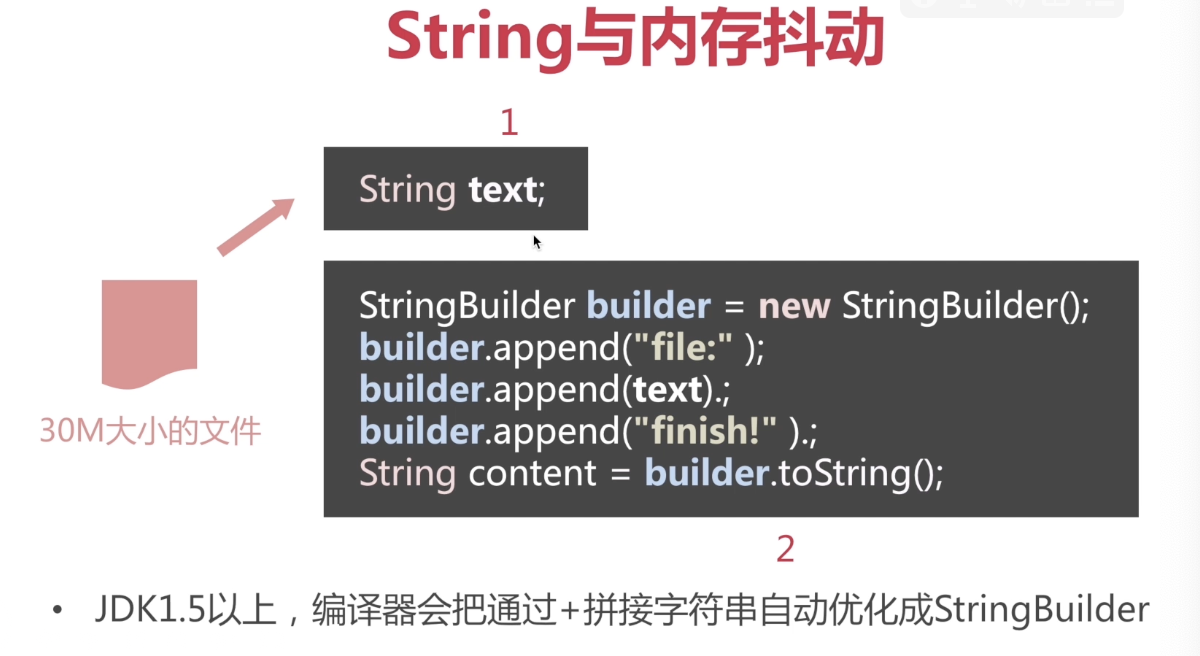 String与内存抖动
1
String text;
StringBuilder builder = new StringBuilder();
builder.append("file:" );
builder.append(text).;
builder.append("finish!" ).;
String content = builder.toString();
30M大小的文件
2
• JDK1.5以上，编译器会把通过+拼接字符串自动优化成StringBuilder